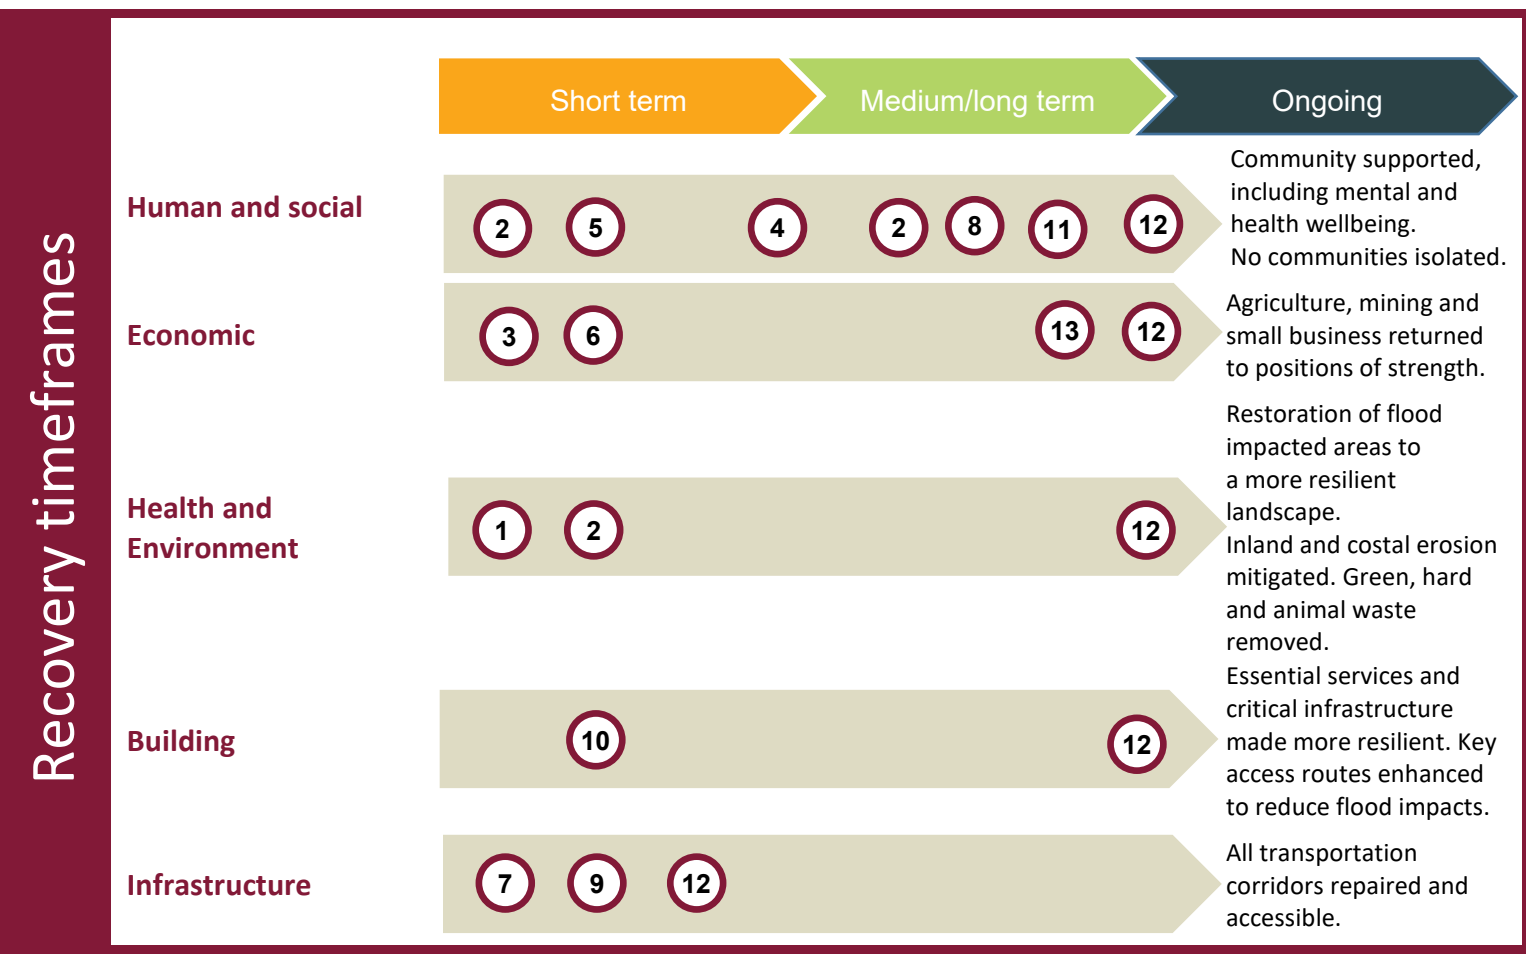 Recovery timeframes
Short term
Medium/long term
Ongoing
Human and social
2
5
4
2
8
11
12
Community supported,
including mental and
health wellbeing.
No communities isolated.
Economic
3
6
13
12
Agriculture, mining and
small business returned
to positions of strength.
Health and
Environment
1
2
12
Restoration of flood
impacted areas to
a more resilient
landscape.
Inland and costal erosion
mitigated. Green, hard
and animal waste
removed.
Building
10
12
Essential services and
critical infrastructure
made more resilient. Key
access routes enhanced
to reduce flood impacts.
Infrastructure
7
9
12
All transportation
corridors repaired and
accessible.